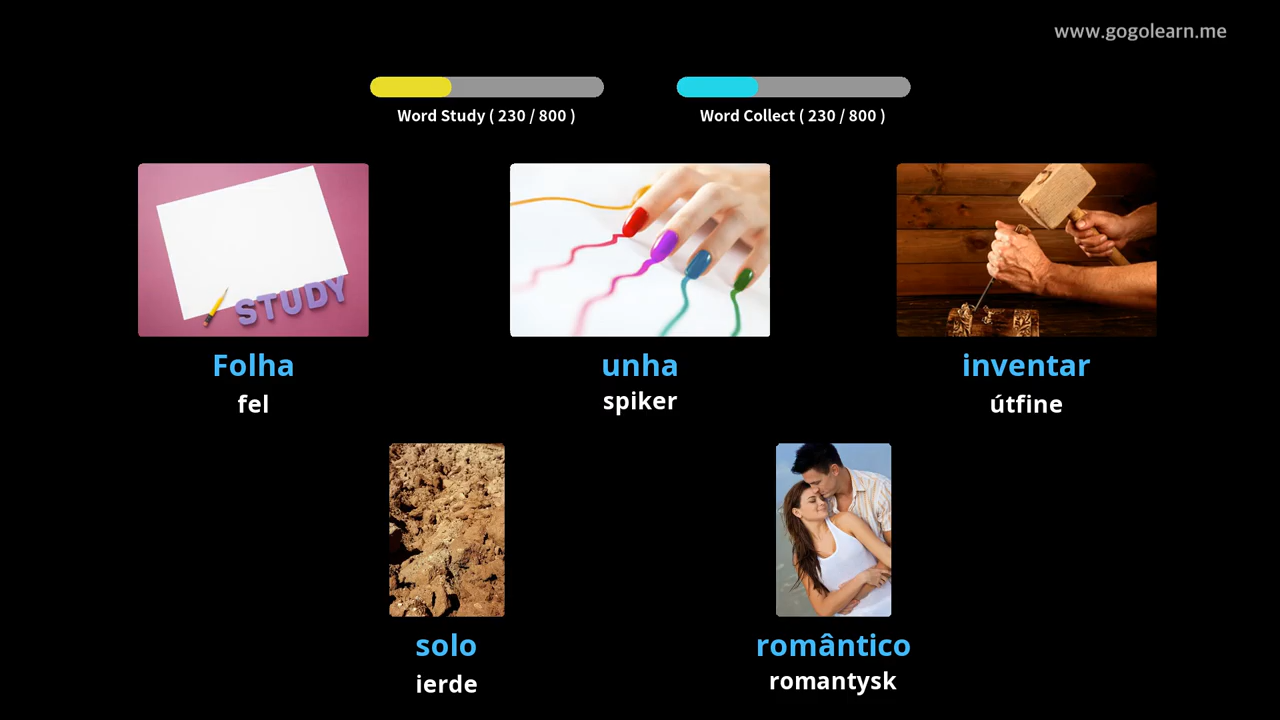 www.gogolearn.me
Word Study ( 230 / 800 )
Word Collect ( 230 / 800 )
STUDY
Folha
fel
unha
spiker
inventar
útfine
solo
ierde
romântico
romantysk